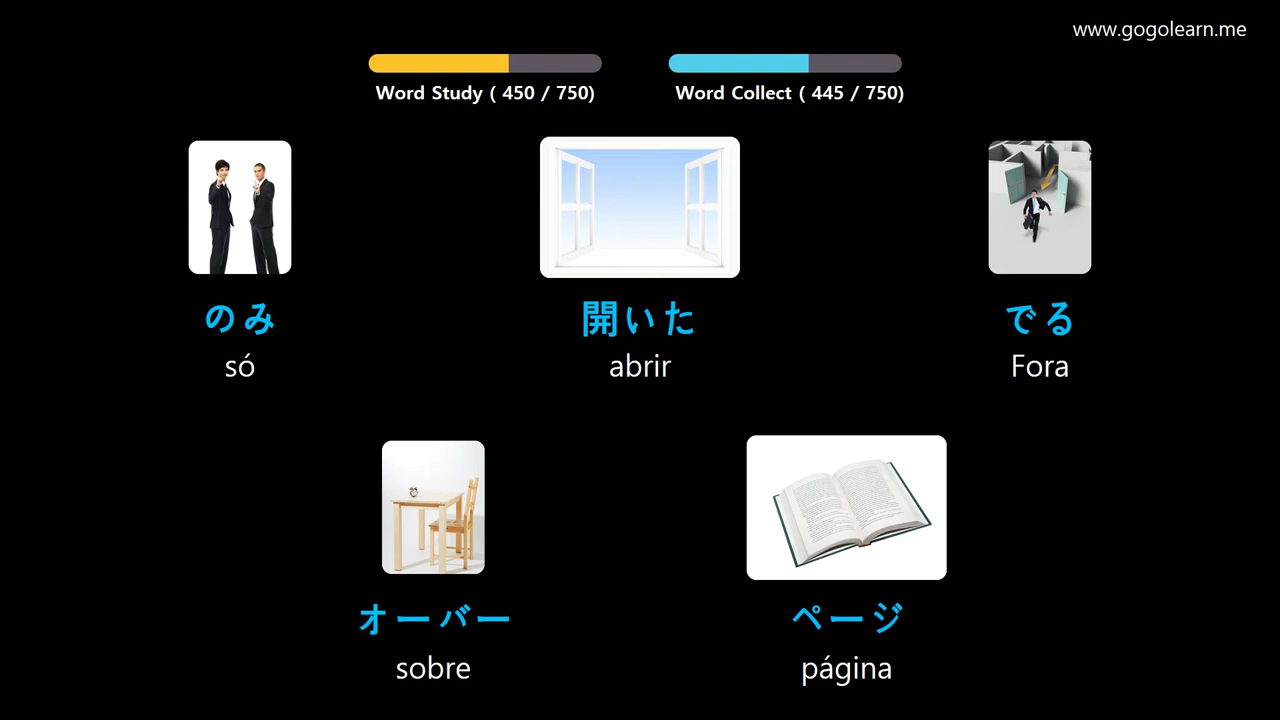 www.gogolearn.me
Word Study ( 450 / 750)
Word Collect ( 445 / 750)
のみ
só
開いた
abrir
でる
Fora
オーバー
sobre
ページ
página